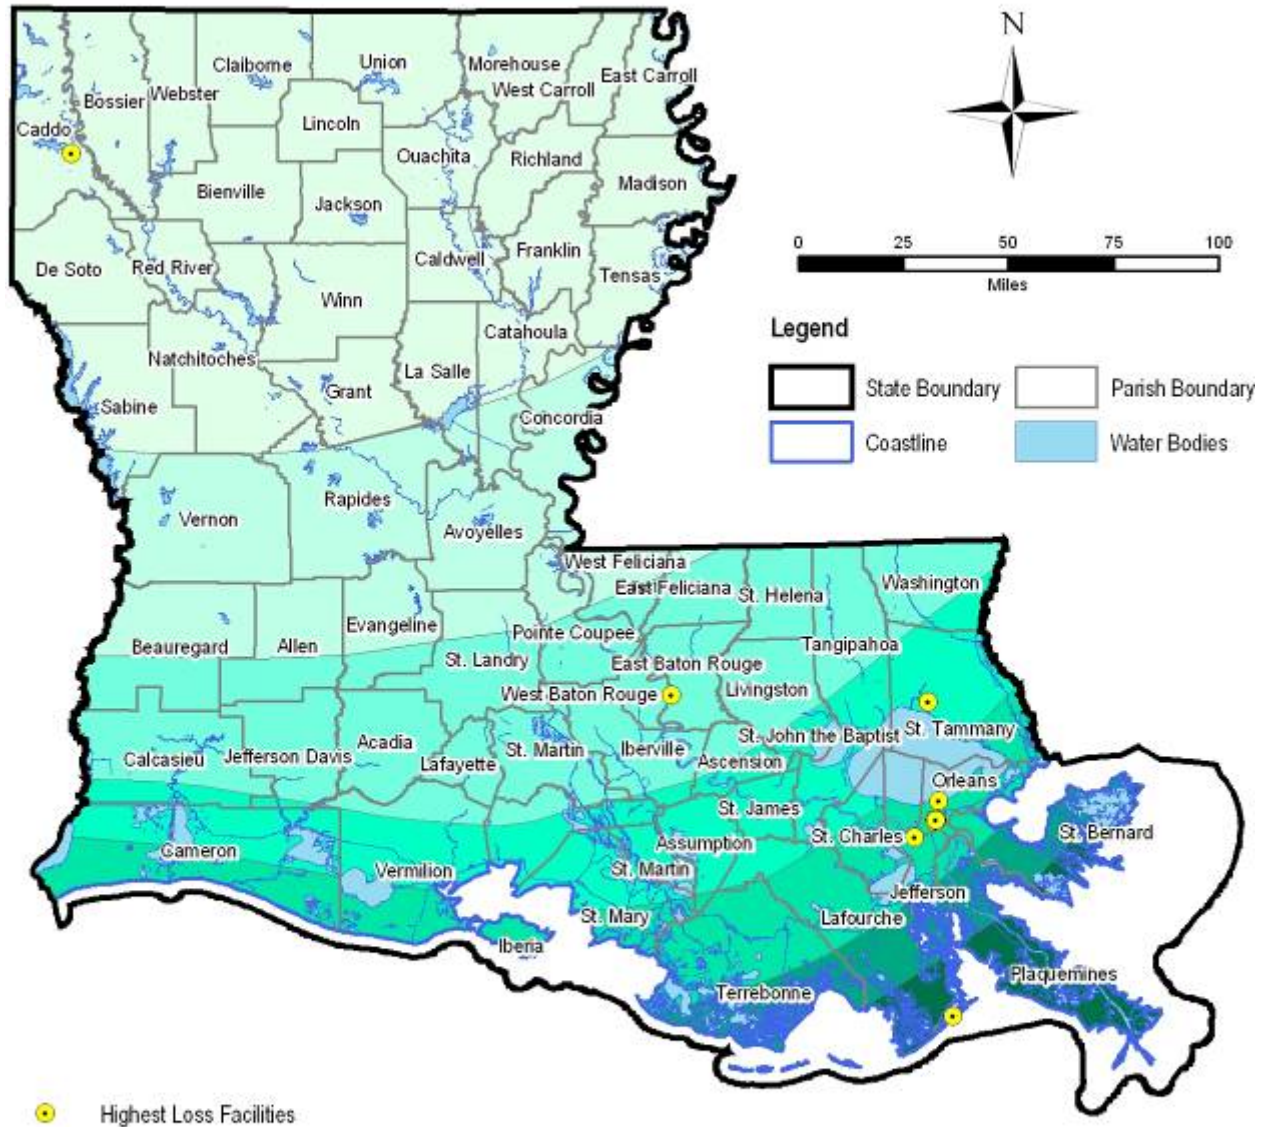 N
0 25 50 75 100
Miles
Legend
State Boundary
Parish Boundary
Coastline
Water Bodies
Claiborne
Union
Morehouse
West Carroll
East Carroll
Bossier
Webster
Lincoln
Caddo
Ouachita
Richland
Madison
Bienville
Jackson
De Soto
Red River
Caldwell
Franklin
Tensas
Winn
Natchitoches
Catahoula
La Salle
Grant
Sabine
Concordia
Vernon
Rapides
Avoyelles
West Feliciana
East Feliciana
St. Helena
Washington
Beauregard
Allen
Evangeline
Pointe Coupee
Tangipahoa
St. Landry
East Baton Rouge
West Baton Rouge
Livingston
Calcasieu
Jefferson Davis
Acadia
Lafayette
St. Martin
Iberville
St. John the Baptist
St. Tammany
Ascension
Orleans
St. James
Cameron
Vermilion
Assumption
St. Charles
St. Bernard
St. Martin
Jefferson
St. Mary
Lafourche
Iberia
Terrebonne
Plaquemines
Highest Loss Facilities